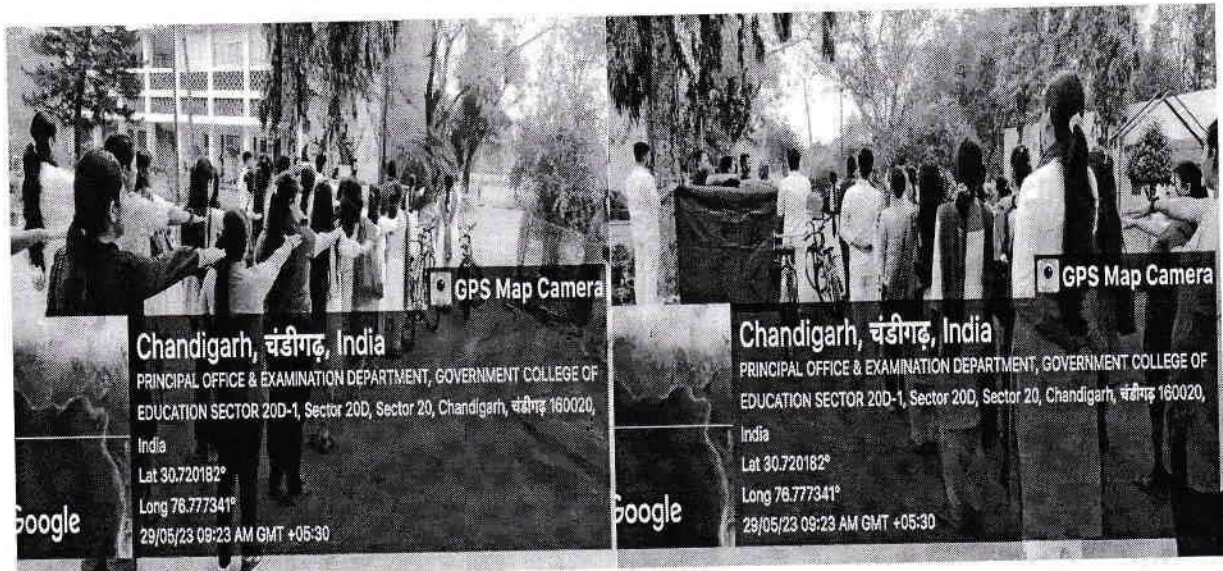 GPS Map Camera
Chandigarh, चंडीगढ़, India
PRINCIPAL OFFICE & EXAMINATION DEPARTMENT, GOVERNMENT COLLEGE OF
EDUCATION SECTOR 20D-1, Sector 20D, Sector 20, Chandigarh, चंडीगढ़ 160020,
India
Lat 30.720182°
Long 76.777341°
29/05/23 09:23 AM GMT +05:30
Google
GPS Map Camera
Chandigarh, चंडीगढ़, India
PRINCIPAL OFFICE & EXAMINATION DEPARTMENT, GOVERNMENT COLLEGE OF
EDUCATION SECTOR 20D-1, Sector 20D, Sector 20, Chandigarh, चंडीगढ़ 160020,
India
Lat 30.720182°
Long 76.777341°
29/05/23 09:23 AM GMT +05:30
Google